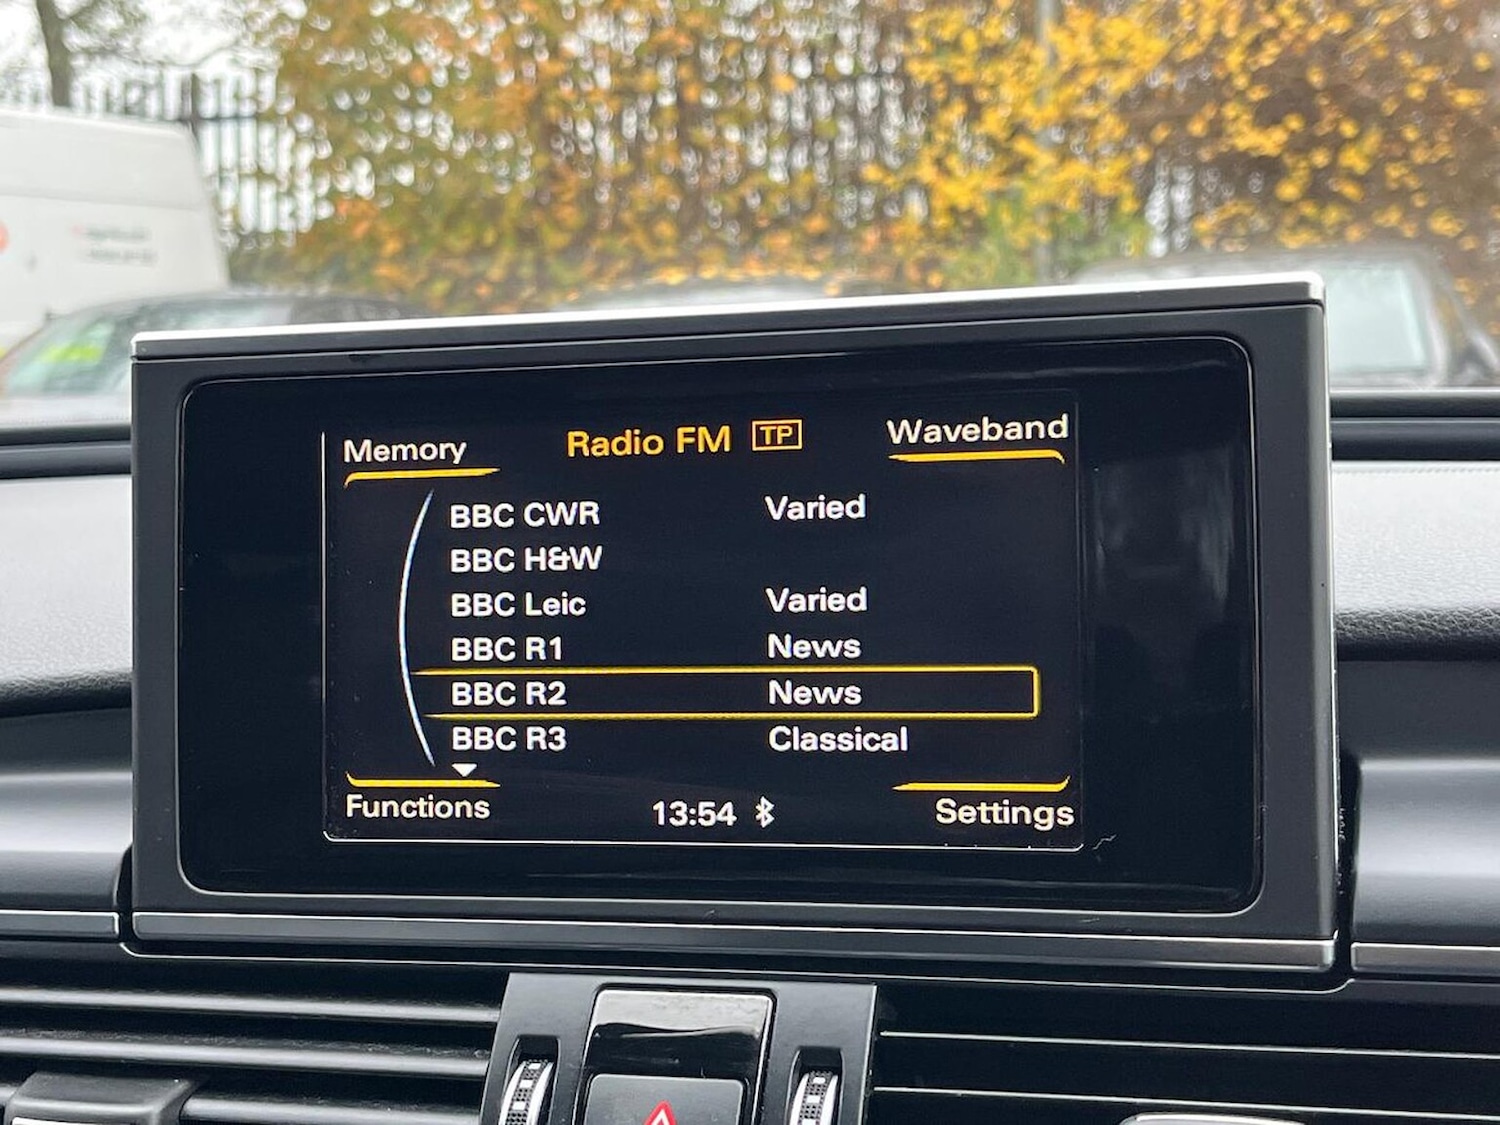 Memory Radio FM TP Waveband
BBC CWR Varied
BBC H&W
BBC Leic Varied
BBC R1 News
BBC R2 News
BBC R3 Classical
Functions 13:54 Settings